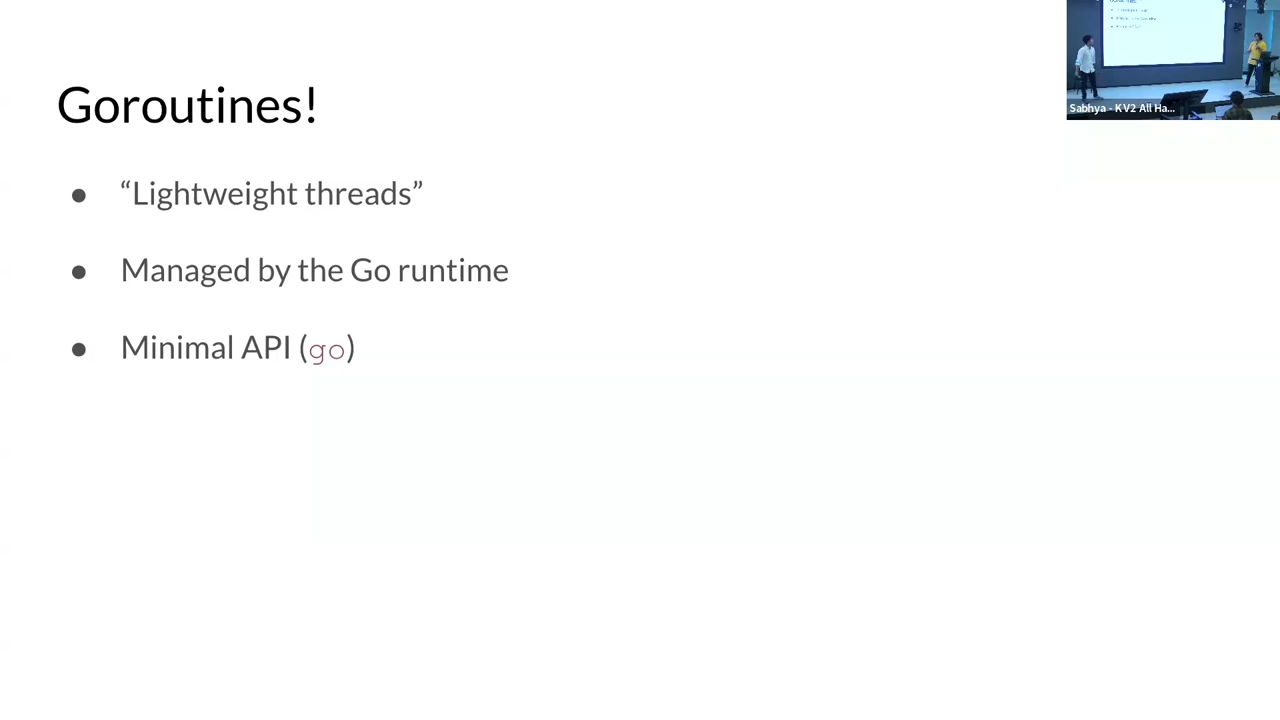 Goroutines!
● “Lightweight threads”
● Managed by the Go runtime
● Minimal API (go)
Sabhya - KV2 All Ha...